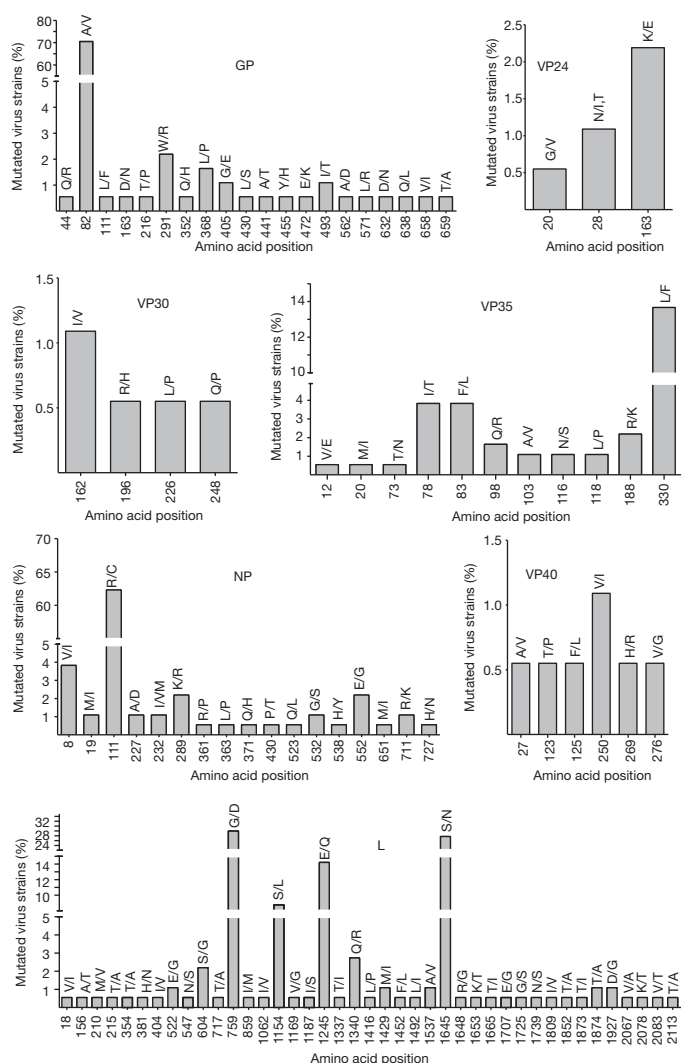 GP
Mutated virus strains (%)
80
70
60
5
4
3
2
1
Q/R
A/V
L/F
D/N
T/P
W/R
Q/H
L/P
G/E
L/S
A/T
Y/H
E/K
I/T
A/D
L/R
D/N
Q/L
V/I
T/A
44
82
111
163
216
291
352
368
405
430
441
455
472
493
562
571
632
638
658
659
Amino acid position
VP24
Mutated virus strains (%)
2.5
2.0
1.5
1.0
0.5
G/V
N/I,T
K/E
20
28
163
Amino acid position
VP30
Mutated virus strains (%)
1.5
1.0
0.5
I/V
R/H
L/P
Q/P
162
196
226
248
Amino acid position
VP35
Mutated virus strains (%)
14
12
10
5
4
3
2
1
V/E
M/I
T/N
I/T
F/L
Q/R
A/V
N/S
L/P
R/K
L/F
12
20
73
78
83
98
103
116
118
188
330
Amino acid position
NP
Mutated virus strains (%)
70
65
60
5
4
3
2
1
V/I
M/I
R/C
A/D
I/VM
K/R
R/P
L/P
Q/H
P/T
Q/L
G/S
H/Y
E/G
M/I
R/K
H/N
8
19
111
227
232
289
361
363
371
430
523
532
538
552
651
711
727
Amino acid position
VP40
Mutated virus strains (%)
1.5
1.0
0.5
A/V
T/P
F/L
V/I
H/R
V/G
27
123
125
250
269
276
Amino acid position
L
Mutated virus strains (%)
32
28
24
14
10
8
5
4
3
2
1
V/I
A/T
M/V
T/A
T/A
H/N
I/V
E/G
N/S
S/G
T/A
G/D
I/M
I/V
S/L
V/G
I/S
E/Q
T/I
Q/R
L/P
M/I
F/L
L/I
A/V
S/N
R/G
K/T
T/I
E/G
G/S
N/S
I/V
T/A
T/I
T/A
D/G
V/A
K/T
V/T
T/A
18
156
210
215
354
381
404
522
547
604
717
759
859
1062
1154
1169
1187
1245
1337
1340
1416
1429
1452
1492
1537
1645
1648
1653
1665
1707
1725
1739
1809
1852
1873
1874
1927
2067
2078
2083
2113
Amino acid position